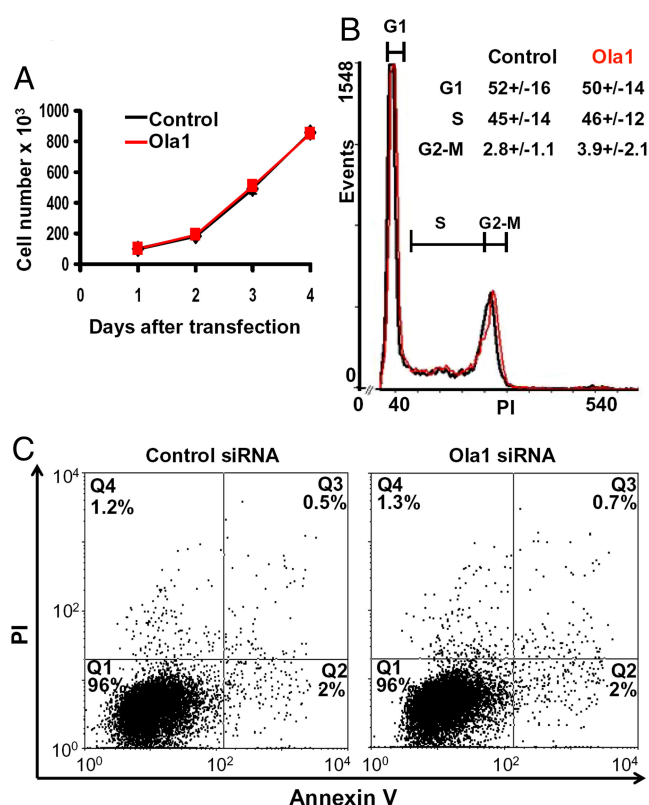 A
Cell number x 10³
1000
800
600
400
200
0
Control
Ola1
0 1 2 3 4
Days after transfection
B
G1
1548
Events
0
Control Ola1
G1 52+/-16 50+/-14
S 45+/-14 46+/-12
G2-M 2.8+/-1.1 3.9+/-2.1
S G2-M
0 40 540
PI
C
Control siRNA
Ola1 siRNA
PI
10⁴
10²
10⁰
Q4
1.2%
Q3
0.5%
Q1
96%
Q2
2%
10⁰ 10² 10⁴
Q4
1.3%
Q3
0.7%
Q1
96%
Q2
2%
10⁰ 10² 10⁴
Annexin V